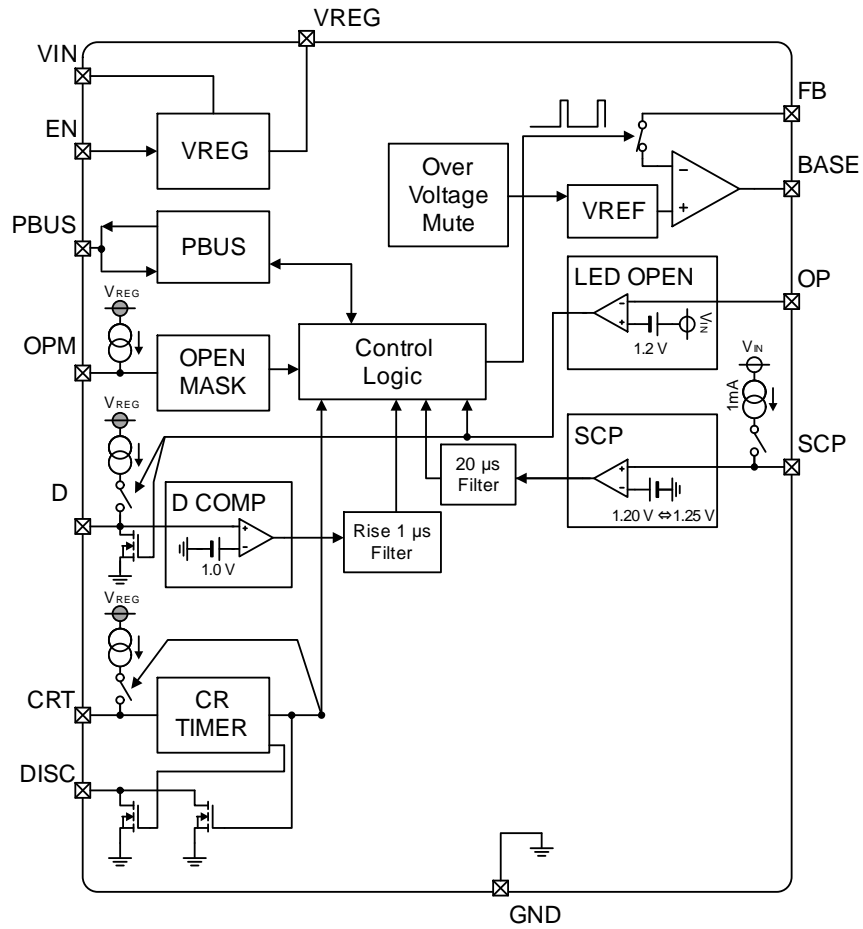 VREG
VIN
FB
EN
VREG
Over
Voltage
Mute
BASE
VREF
PBUS
PBUS
LED OPEN
OP
VREG
VIN
1.2 V
OPM
OPEN
MASK
Control
Logic
VIN
1mA
VREG
SCP
SCP
20 µs
Filter
D
D COMP
1.20 V ⇔1.25 V
Rise 1 µs
Filter
1.0 V
VREG
CRT
CR
TIMER
DISC
GND